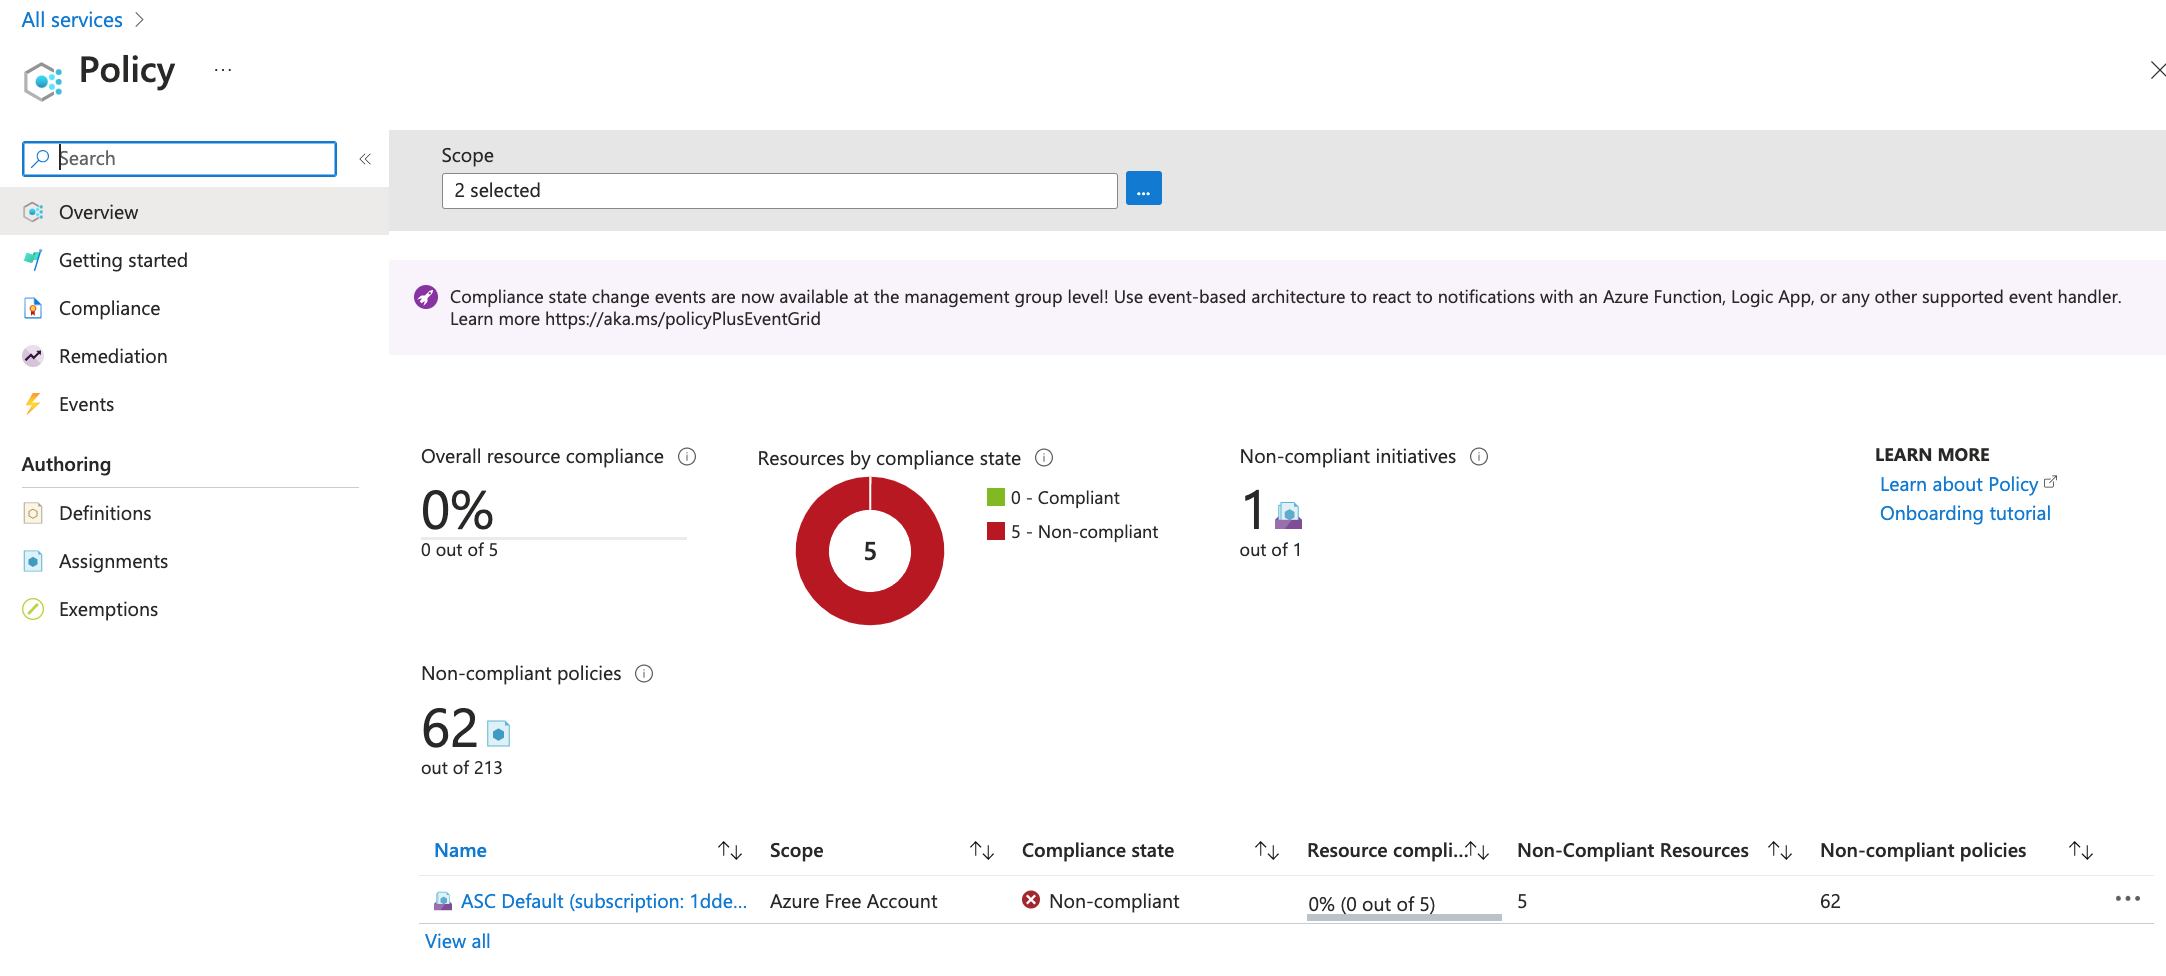 All services
Policy
Search
Overview
Getting started
Compliance
Remediation
Events
Authoring
Definitions
Assignments
Exemptions
Scope
2 selected
Compliance state change events are now available at the management group level! Use event-based architecture to react to notifications with an Azure Function, Logic App, or any other supported event handler.
Learn more https://aka.ms/policyPlusEventGrid
Overall resource compliance
0%
0 out of 5
Resources by compliance state
5
0 - Compliant
5 - Non-compliant
Non-compliant initiatives
1
out of 1
LEARN MORE
Learn about Policy
Onboarding tutorial
Non-compliant policies
62
out of 213
Name Scope Compliance state Resource compli... Non-Compliant Resources Non-compliant policies
ASC Default (subscription: 1dde... Azure Free Account Non-compliant 0% (0 out of 5) 5 62
View all